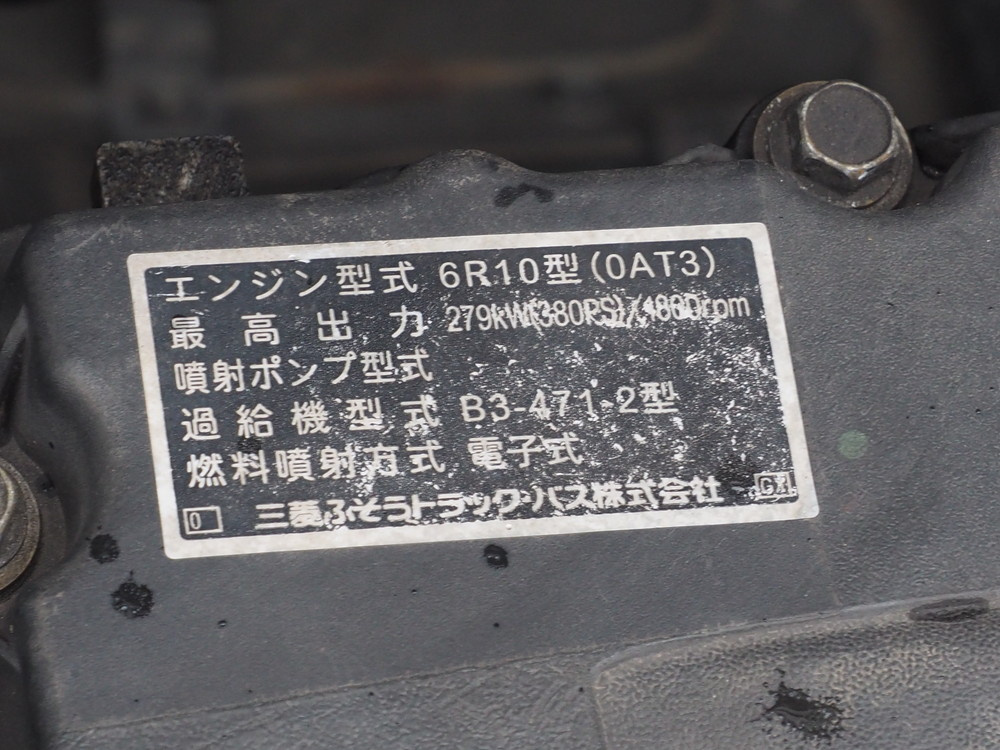 エンジン型式 6R10型(0AT3)
最高出力 279kW(380PS)/1800rpm
噴射ポンプ型式
過給機型式 B3-471-2型
燃料噴射方式 電子式
0 三菱ふそうトラック・バス株式会社